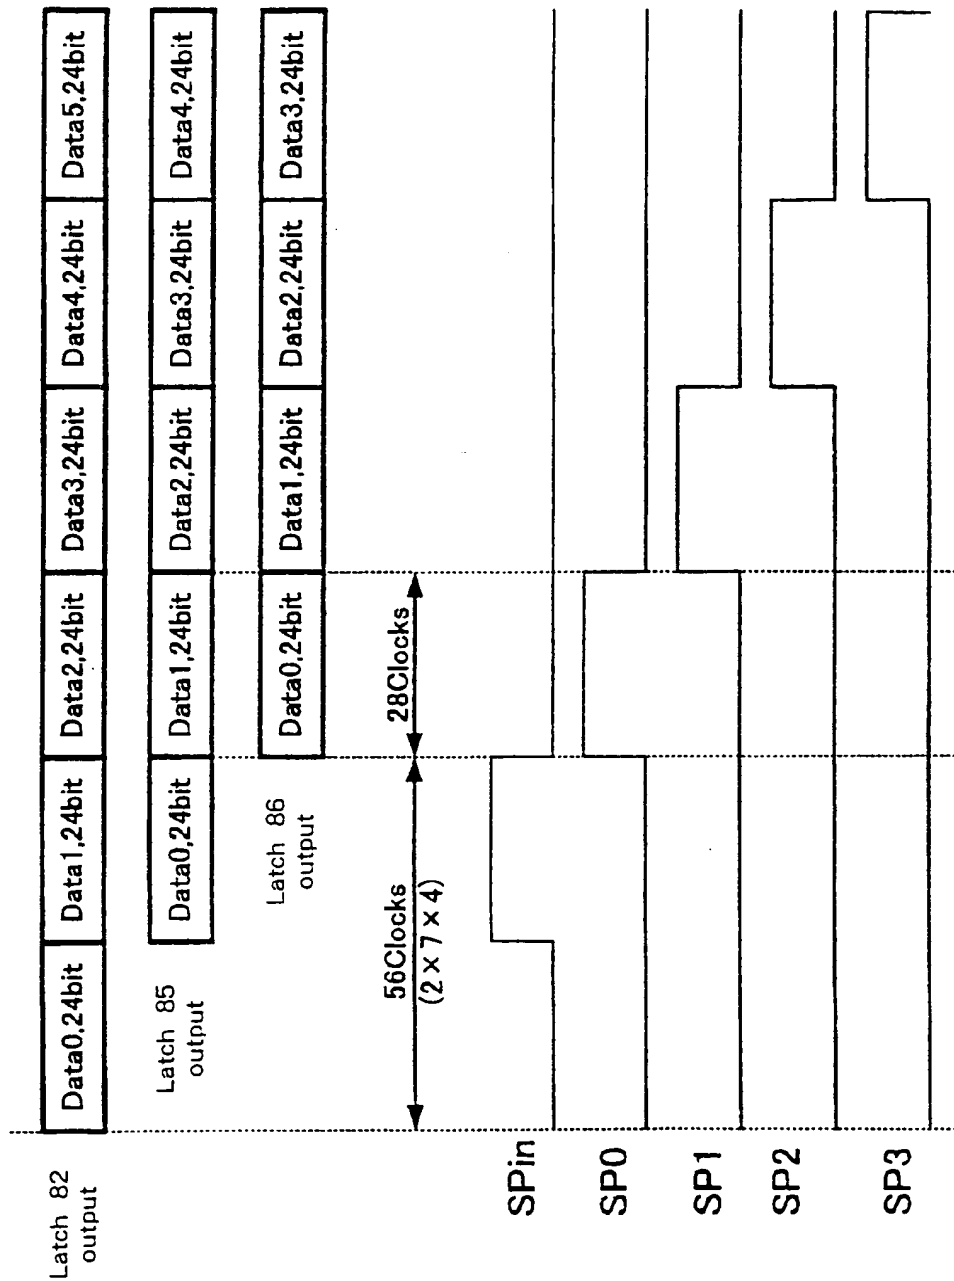 Latch 82
output
Data0,24bit
Data1,24bit
Data2,24bit
Data3,24bit
Data4,24bit
Data5,24bit
Latch 85
output
Data0,24bit
Data1,24bit
Data2,24bit
Data3,24bit
Data4,24bit
Latch 86
output
Data0,24bit
Data1,24bit
Data2,24bit
Data3,24bit
56Clocks
(2×7×4)
28Clocks
SPin
SP0
SP1
SP2
SP3